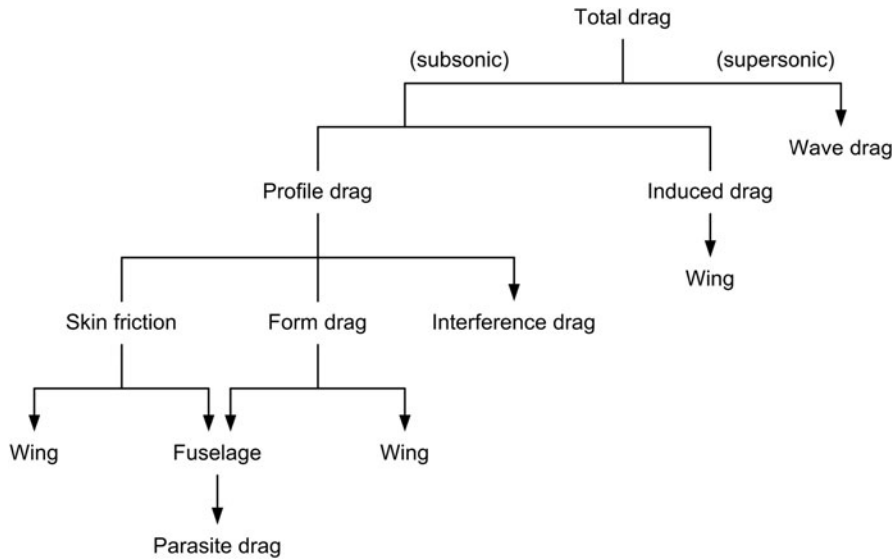 Total drag
(subsonic)
(supersonic)
Wave drag
Profile drag
Induced drag
Wing
Skin friction
Form drag
Interference drag
Wing
Fuselage
Wing
Parasite drag